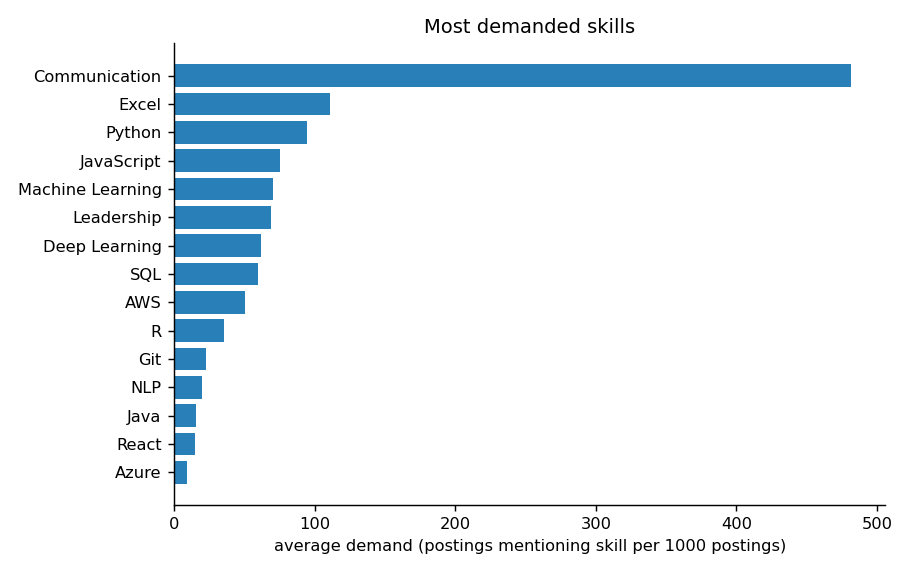 Most demanded skills
Communication
Excel
Python
JavaScript
Machine Learning
Leadership
Deep Learning
SQL
AWS
R
Git
NLP
Java
React
Azure
0 100 200 300 400 500
average demand (postings mentioning skill per 1000 postings)